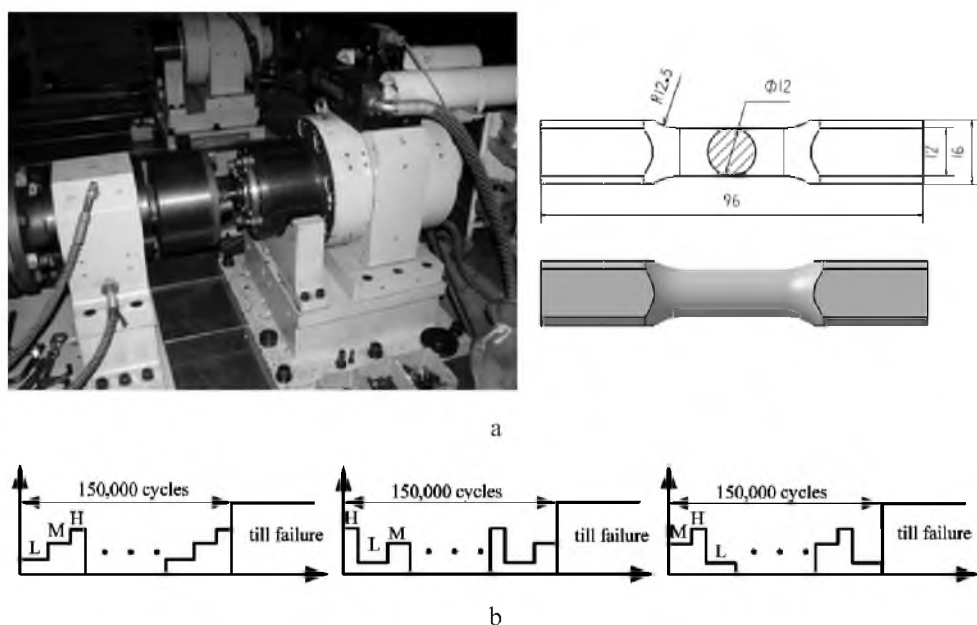 R12.5
Φ12
12
16
96
a
150,000 cycles
H
M
L
till failure
150,000 cycles
H
L
M
till failure
150,000 cycles
H
M
L
till failure
b